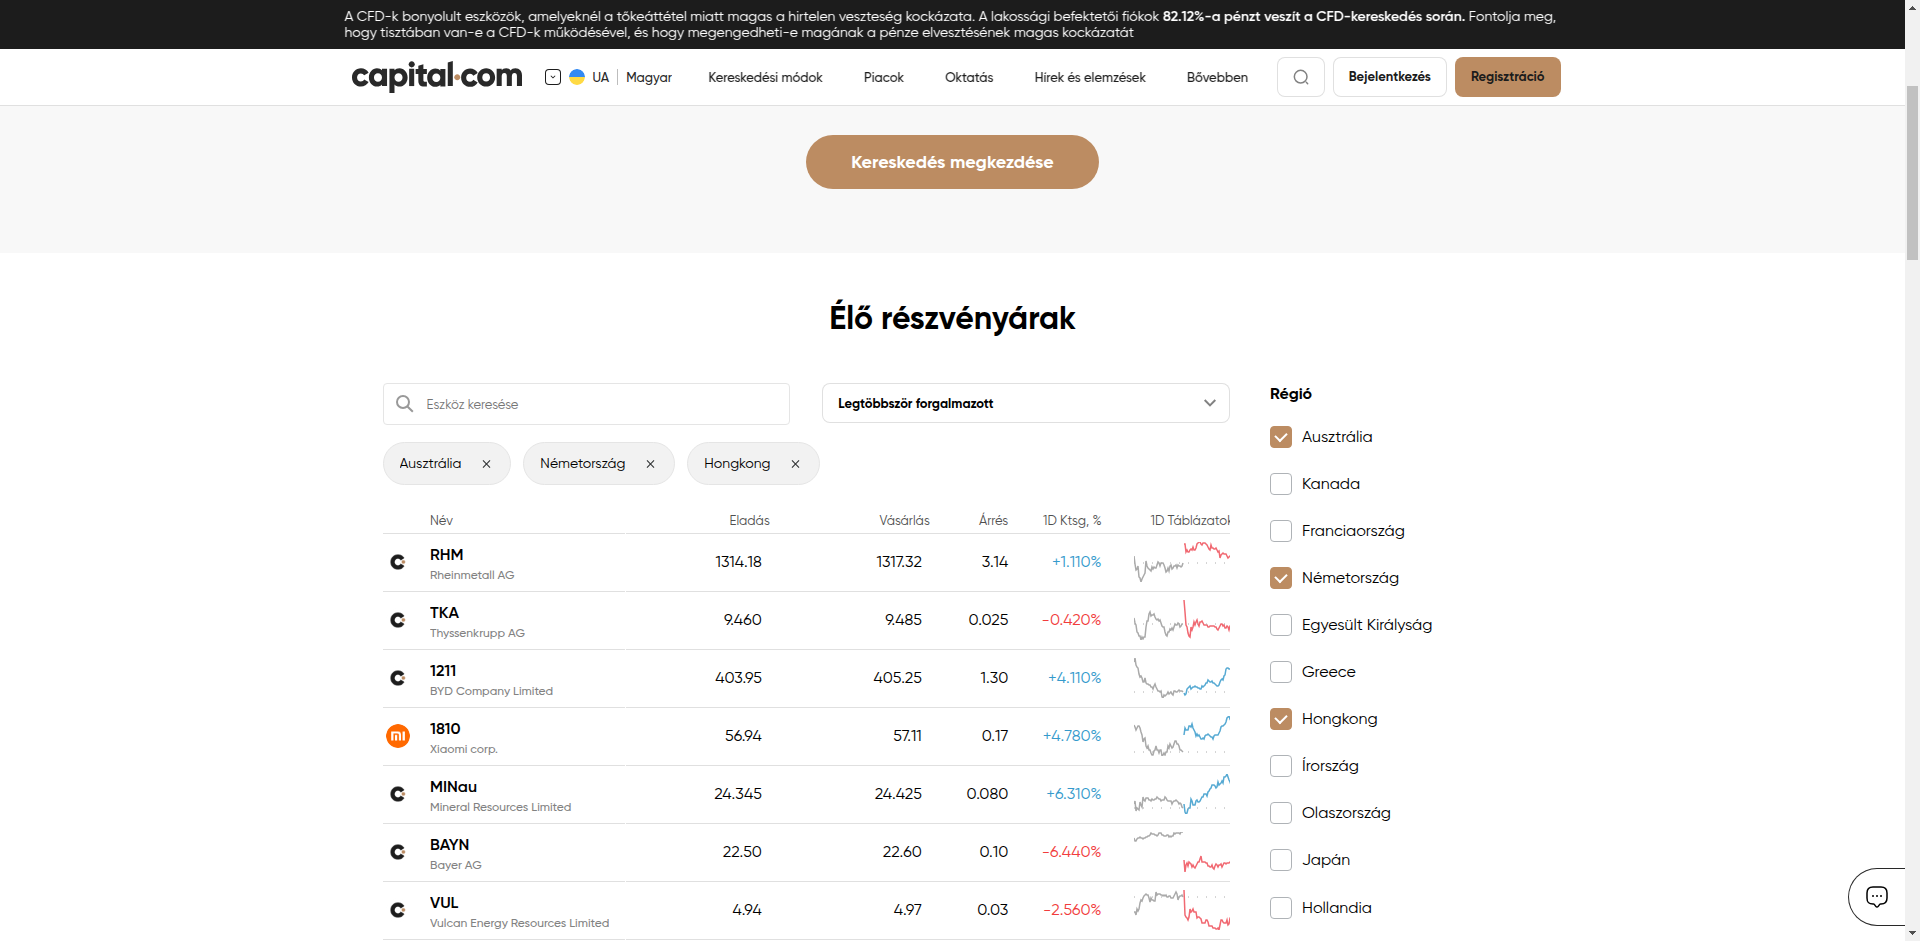 A CFD-k bonyolult eszközök, amelyeknél a tőkeáttétel miatt magas a hirtelen veszteség kockázata. A lakossági befektetői fiókok 82.12%-a pénzt veszít a CFD-kereskedés során. Fontolja meg,
hogy tisztában van-e a CFD-k működésével, és hogy megengedheti-e magának a pénze elvesztésének magas kockázatát
capital.com UA Magyar Kereskedési módok Piacok Oktatás Hírek és elemzések Bővebben Bejelentkezés Regisztráció
Kereskedés megkezdése
Élő részvényárak
Eszköz keresése Legtöbbször forgalmazott
Ausztrália Németország Hongkong
Név Eladás Vásárlás Árrés 1D Ktsg, % 1D Táblázatok
RHM 1314.18 1317.32 3.14 +1.110%
Rheinmetall AG
TKA 9.460 9.485 0.025 -0.420%
Thyssenkrupp AG
1211 403.95 405.25 1.30 +4.110%
BYD Company Limited
mi 1810 56.94 57.11 0.17 +4.780%
Xiaomi corp.
MINau 24.345 24.425 0.080 +6.310%
Mineral Resources Limited
BAYN 22.50 22.60 0.10 -6.440%
Bayer AG
VUL 4.94 4.97 0.03 -2.560%
Vulcan Energy Resources Limited
Régió
Ausztrália
Kanada
Franciaország
Németország
Egyesült Királyság
Greece
Hongkong
Írország
Olaszország
Japán
Hollandia